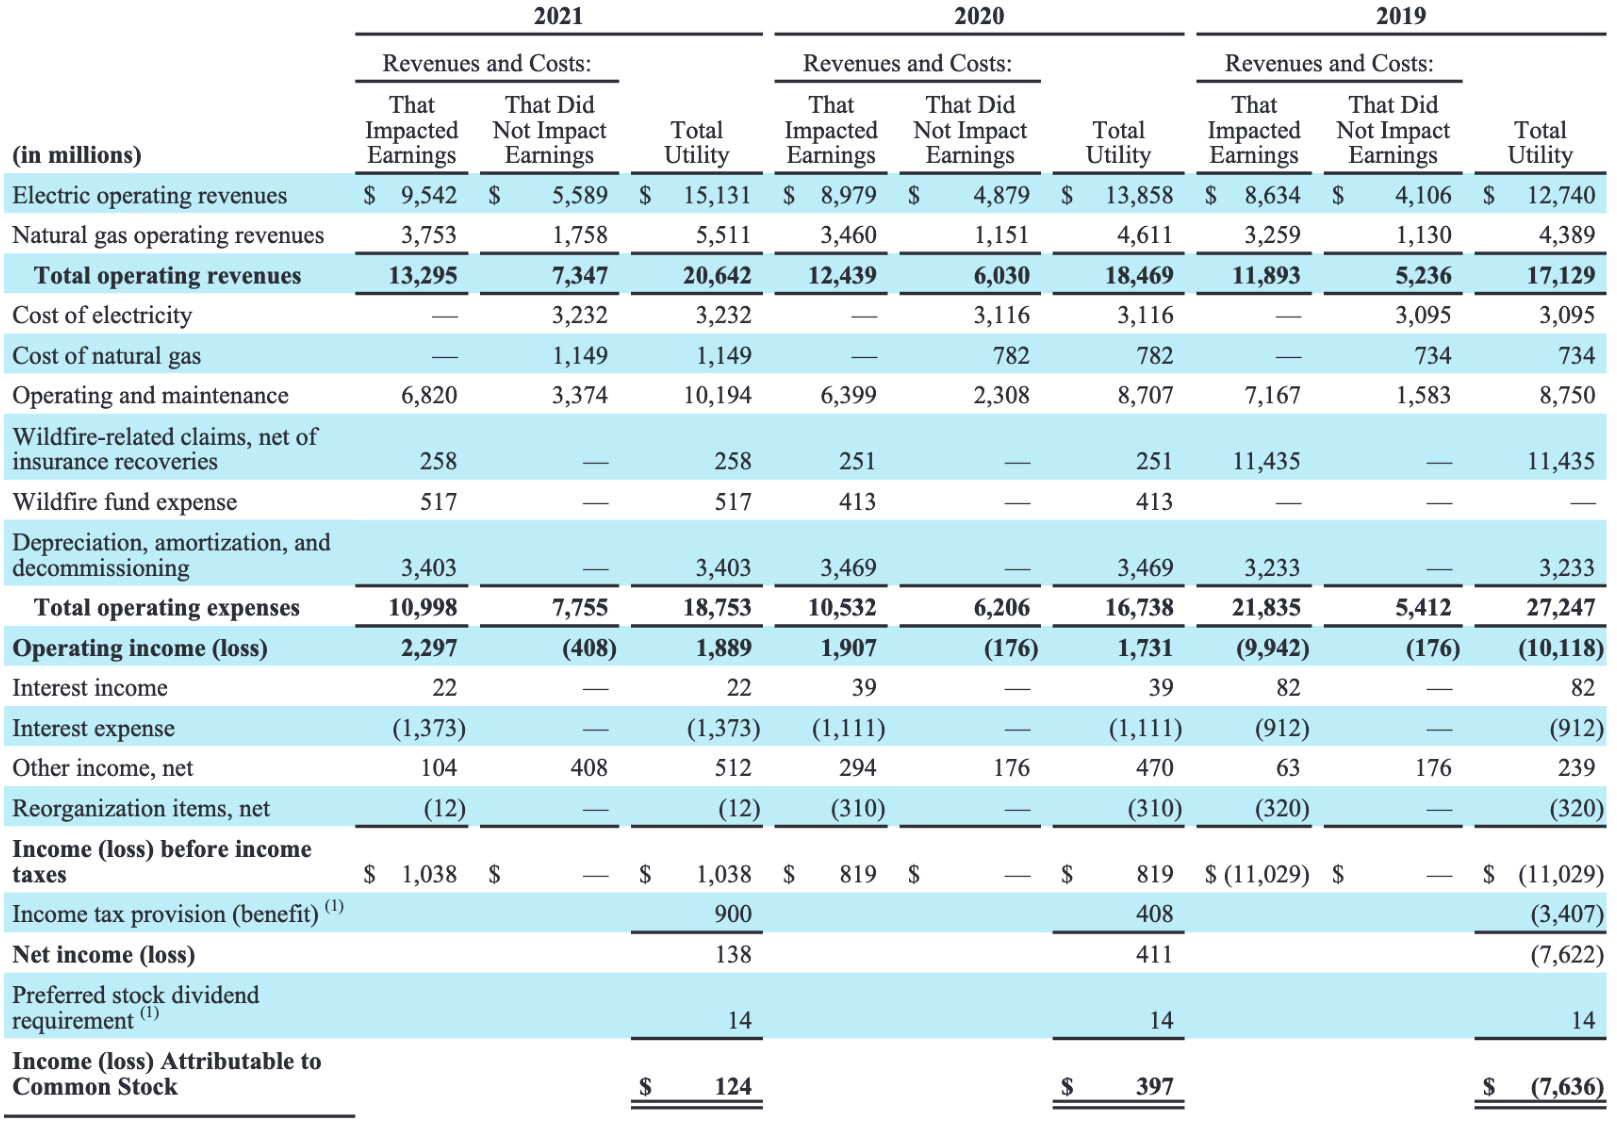 2021 2020 2019
Revenues and Costs: Revenues and Costs: Revenues and Costs:
That That Did That That Did That That Did
Impacted Not Impact Total Impacted Not Impact Total Impacted Not Impact Total
(in millions) Earnings Earnings Utility Earnings Earnings Utility Earnings Earnings Utility
Electric operating revenues $ 9,542 $ 5,589 $ 15,131 $ 8,979 $ 4,879 $ 13,858 $ 8,634 $ 4,106 $ 12,740
Natural gas operating revenues 3,753 1,758 5,511 3,460 1,151 4,611 3,259 1,130 4,389
Total operating revenues 13,295 7,347 20,642 12,439 6,030 18,469 11,893 5,236 17,129
Cost of electricity — 3,232 3,232 — 3,116 3,116 — 3,095 3,095
Cost of natural gas — 1,149 1,149 — 782 782 — 734 734
Operating and maintenance 6,820 3,374 10,194 6,399 2,308 8,707 7,167 1,583 8,750
Wildfire-related claims, net of
insurance recoveries 258 — 258 251 — 251 11,435 — 11,435
Wildfire fund expense 517 — 517 413 — 413 — — —
Depreciation, amortization, and
decommissioning 3,403 — 3,403 3,469 — 3,469 3,233 — 3,233
Total operating expenses 10,998 7,755 18,753 10,532 6,206 16,738 21,835 5,412 27,247
Operating income (loss) 2,297 (408) 1,889 1,907 (176) 1,731 (9,942) (176) (10,118)
Interest income 22 — 22 39 — 39 82 — 82
Interest expense (1,373) — (1,373) (1,111) — (1,111) (912) — (912)
Other income, net 104 408 512 294 176 470 63 176 239
Reorganization items, net (12) — (12) (310) — (310) (320) — (320)
Income (loss) before income
taxes $ 1,038 $ — $ 1,038 $ 819 $ — $ 819 $ (11,029) $ — $ (11,029)
Income tax provision (benefit) (1) 900 408 (3,407)
Net income (loss) 138 411 (7,622)
Preferred stock dividend
requirement (1) 14 14 14
Income (loss) Attributable to
Common Stock $ 124 $ 397 $ (7,636)